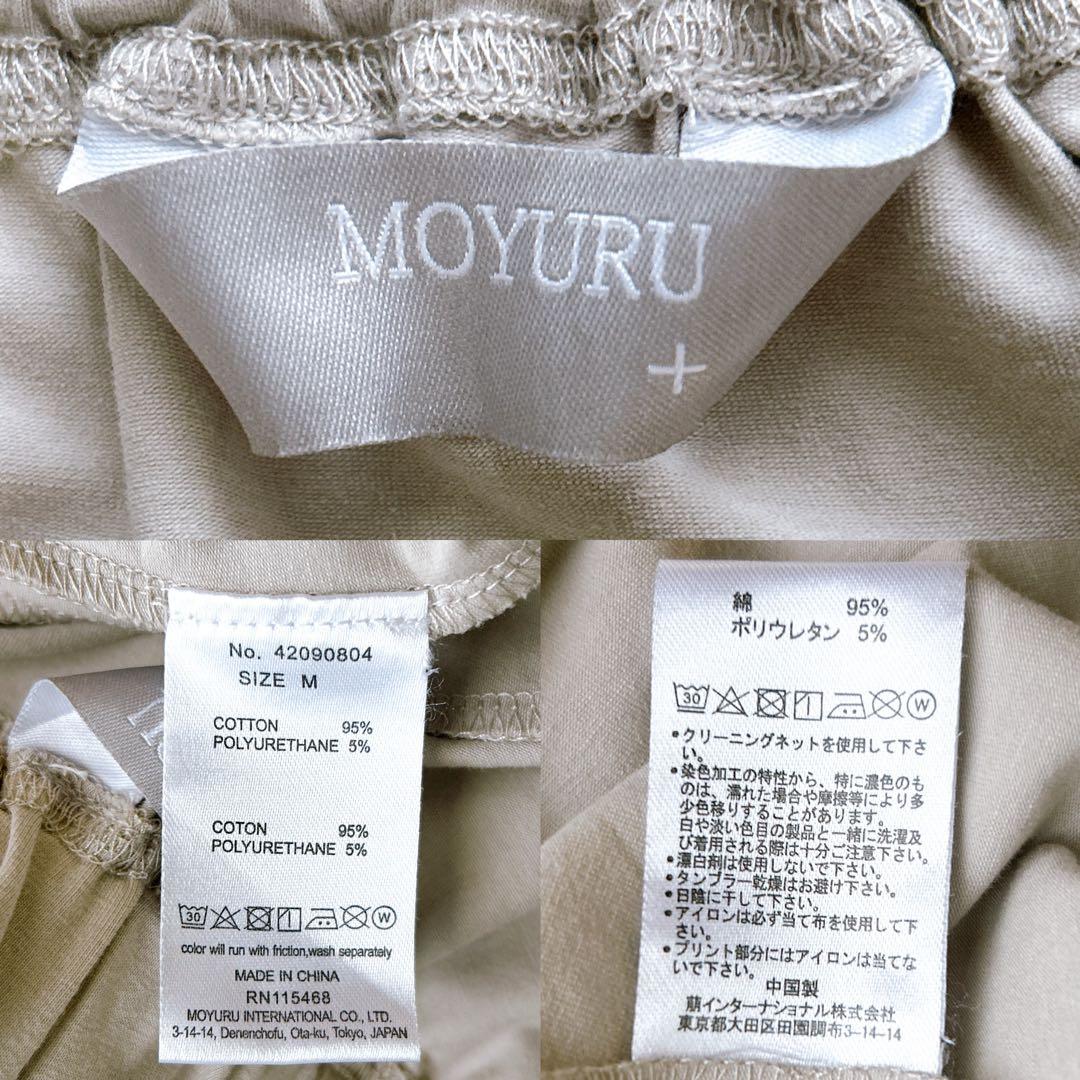 MOYURU
+
No. 42090804
SIZE M
COTTON 95%
POLYURETHANE 5%
COTON 95%
POLYURETHANE 5%
30 W
color will run with friction,wash separately
MADE IN CHINA
RN115468
MOYURU INTERNATIONAL CO., LTD.
3-14-14, Denenchofu, Ota-ku, Tokyo, JAPAN
綿 95%
ポリウレタン 5%
30 W
•クリーニングネットを使用して下さ
い。
•染色加工の特性から、特に濃色のも
のは、濡れた場合や摩擦等により多
少色移りすることがあります。
白や淡い色目の製品と一緒に洗濯及
び着用される際は十分ご注意下さい。
•漂白剤は使用しないで下さい。
•タンブラー乾燥はお避け下さい。
•日陰に干して下さい。
•アイロンは必ず当て布を使用して下
さい。
•プリント部分にはアイロンは当てな
いで下さい。
中国製
萠インターナショナル株式会社
東京都大田区田園調布3-14-14